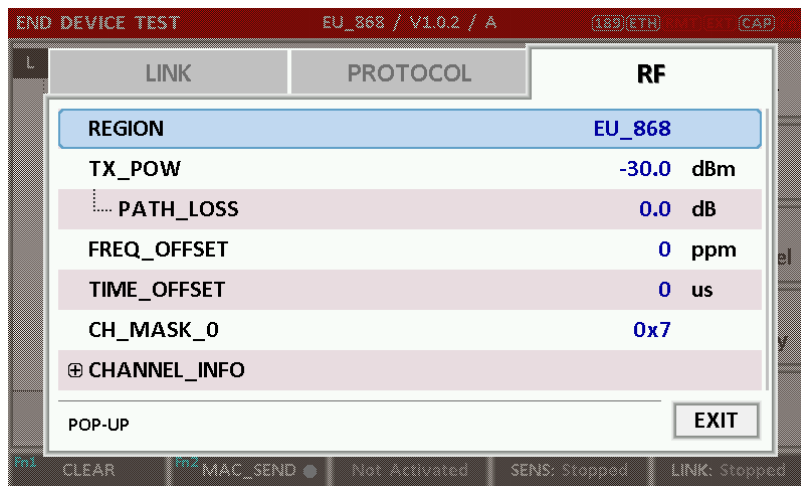 END DEVICE TEST EU_868 / V1.0.2 / A (189)(ETH) (CAP)
L
LINK PROTOCOL RF
REGION EU_868
TX_POW -30.0 dBm
PATH_LOSS 0.0 dB
FREQ_OFFSET 0 ppm
TIME_OFFSET 0 us
CH_MASK_0 0x7
CHANNEL_INFO
POP-UP EXIT
Fn1 CLEAR Fn2 MAC_SEND Not Activated SENS: Stopped LINK: Stopped